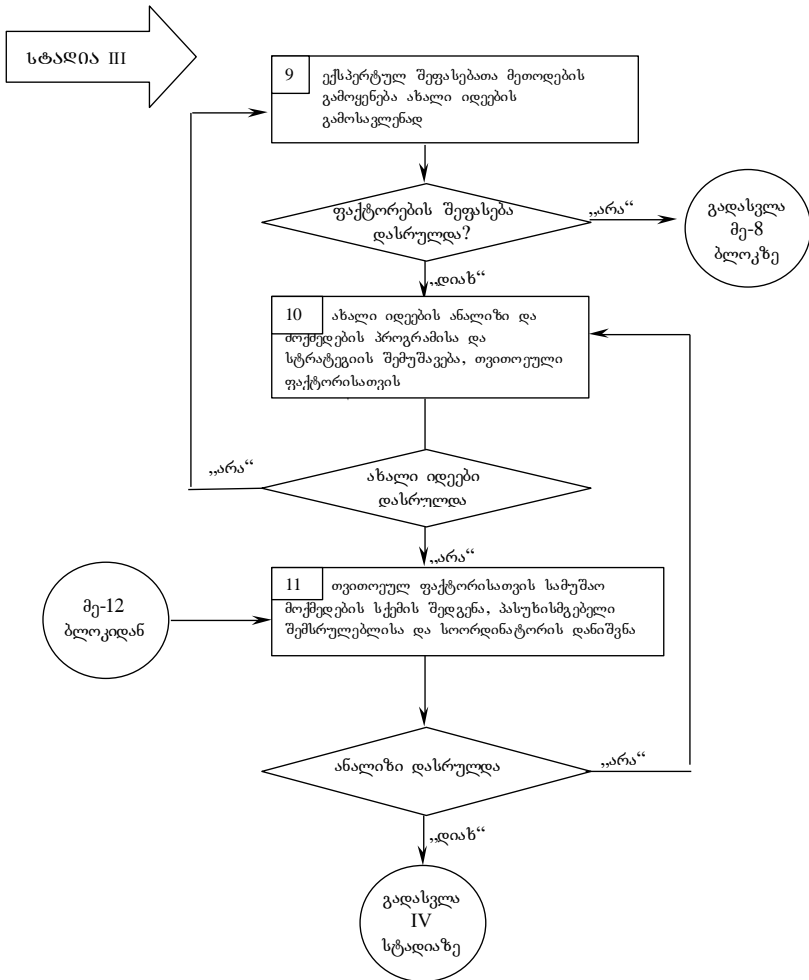 სტადია III
9 ექსპერტულ შეფასებათა მეთოდების
გამოყენება ახალი იდეების
გამოსავლენად
ფაქტორების შეფასება
დასრულდა?
„არა“
გადასვლა
მე-8
ბლოკზე
„დიახ“
10 ახალი იდეების ანალიზი და
მოქმედების პროგრამისა და
სტრატეგიის შემუშავება, თვითოეული
ფაქტორისათვის
„არა“
ახალი იდეები
დასრულდა
„არა“
მე-12
ბლოკიდან
11 თვითოეულ ფაქტორისათვის სამუშაო
მოქმედების სქემის შედგენა, პასუხისმგებელი
შემსრულებლისა და სოორდინატორის დანიშვნა
ანალიზი დასრულდა
„არა“
„დიახ“
გადასვლა
IV
სტადიაზე